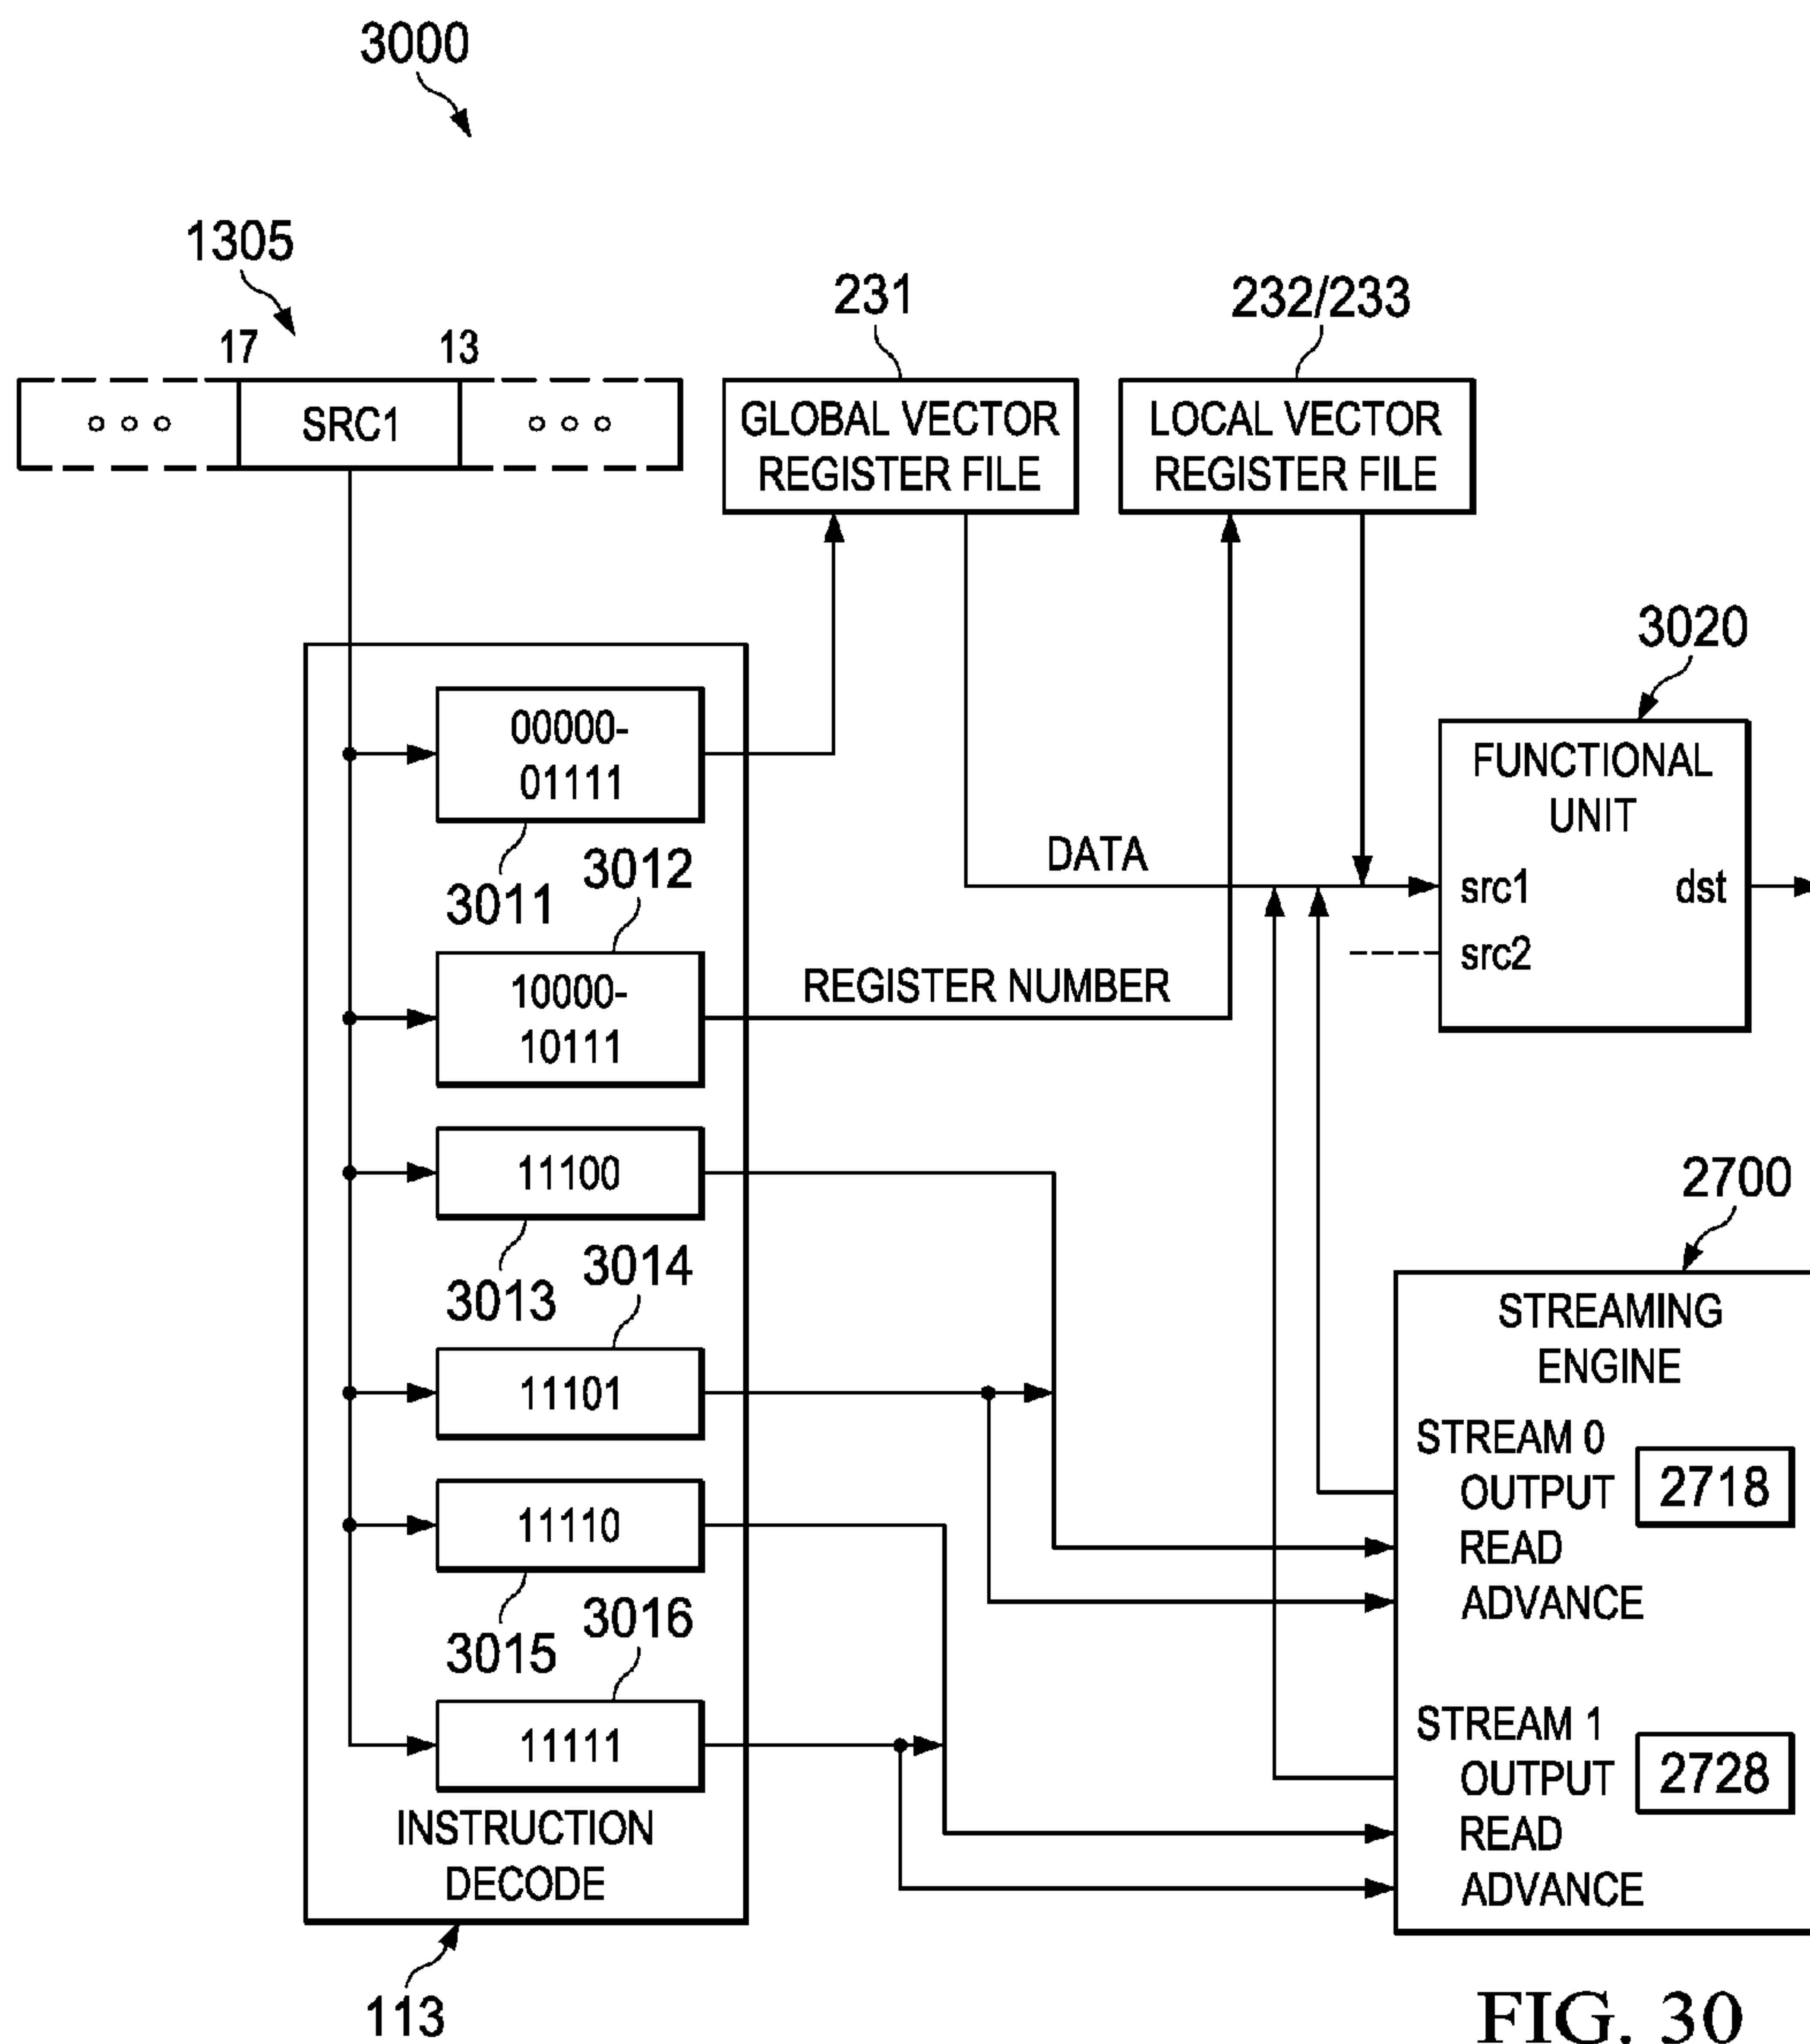 3000
1305
17
13
SRC1
231
GLOBAL VECTOR
REGISTER FILE
232/233
LOCAL VECTOR
REGISTER FILE
3020
FUNCTIONAL
UNIT
src1
dst
src2
DATA
REGISTER NUMBER
00000-
01111
3011
3012
10000-
10111
11100
3013
3014
11101
11110
3015
3016
11111
INSTRUCTION
DECODE
113
2700
STREAMING
ENGINE
STREAM 0
OUTPUT
2718
READ
ADVANCE
STREAM 1
OUTPUT
2728
READ
ADVANCE
FIG. 30